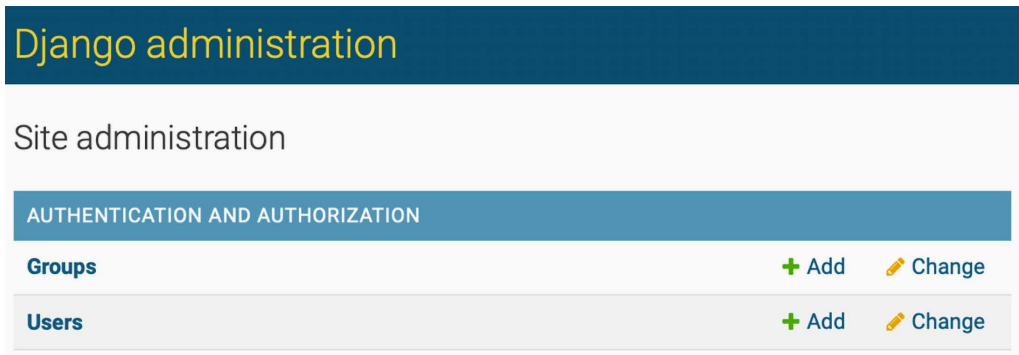 Django administration
Site administration
AUTHENTICATION AND AUTHORIZATION
Groups Add Change
Users Add Change